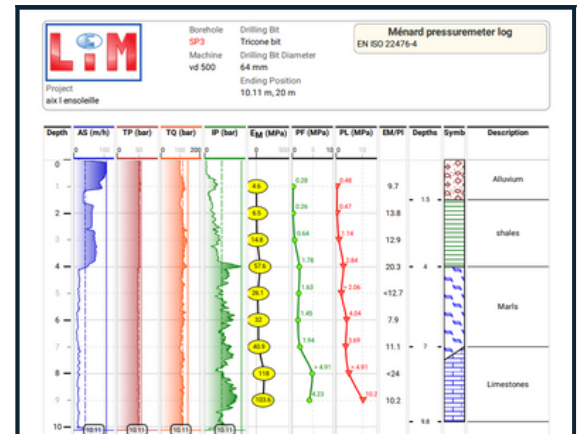 LiM
Borehole
SP3
Machine
vd 500
Drilling Bit
Tricone bit
Drilling Bit Diameter
64 mm
Ending Position
10.11 m, 20 m
Ménard pressuremeter log
EN ISO 22476-4
Project
aix l ensoleille
Depth AS (m/h) TP (bar) TQ (bar) IP (bar) EM (MPa) PF (MPa) PL (MPa) EM/Pl Depths Symb Description
0 100 0 50 0 100 200 0 0 500 0 5 10 0 10
0
1 4.6 0.28 0.48 9.7 Alluvium
1.5
2 6.5 0.26 0.47 13.8
3 14.8 0.64 1.14 12.9 shales
4 57.6 1.78 2.84 20.3 4
5 26.1 1.63 > 2.06 <12.7
6 32 1.45 4.04 7.9 Marls
7 40.9 1.94 3.69 11.1 7
8 118 > 4.91 > 4.91 <24
9 103.6 4.23 10.2 10.2 Limestones
9.8
10 10.11 10.11 10.11 10.11